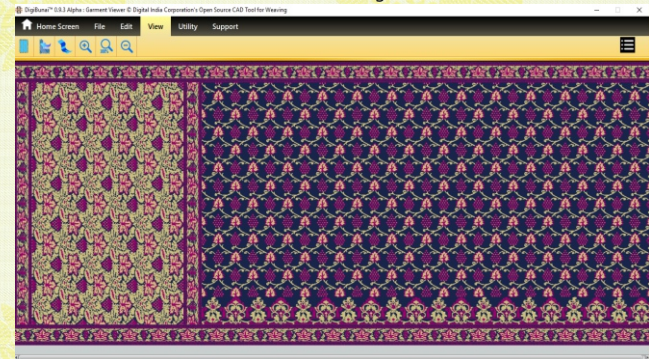 DigiBunai™ 0.9.3 Alpha : Garment Viewer © Digital India Corporation's Open Source CAD Tool for Weaving
Home Screen File Edit View Utility Support